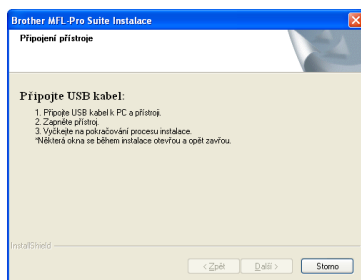 Brother MFL-Pro Suite Instalace
Připojení přístroje
Připojte USB kabel:
1. Připojte USB kabel k PC a přístroji.
2. Zapněte přístroj.
3. Vyčkejte na pokračování procesu instalace.
*Některá okna se během instalace otevřou a opět zavřou.
InstallShield
< Zpět
Další >
Storno